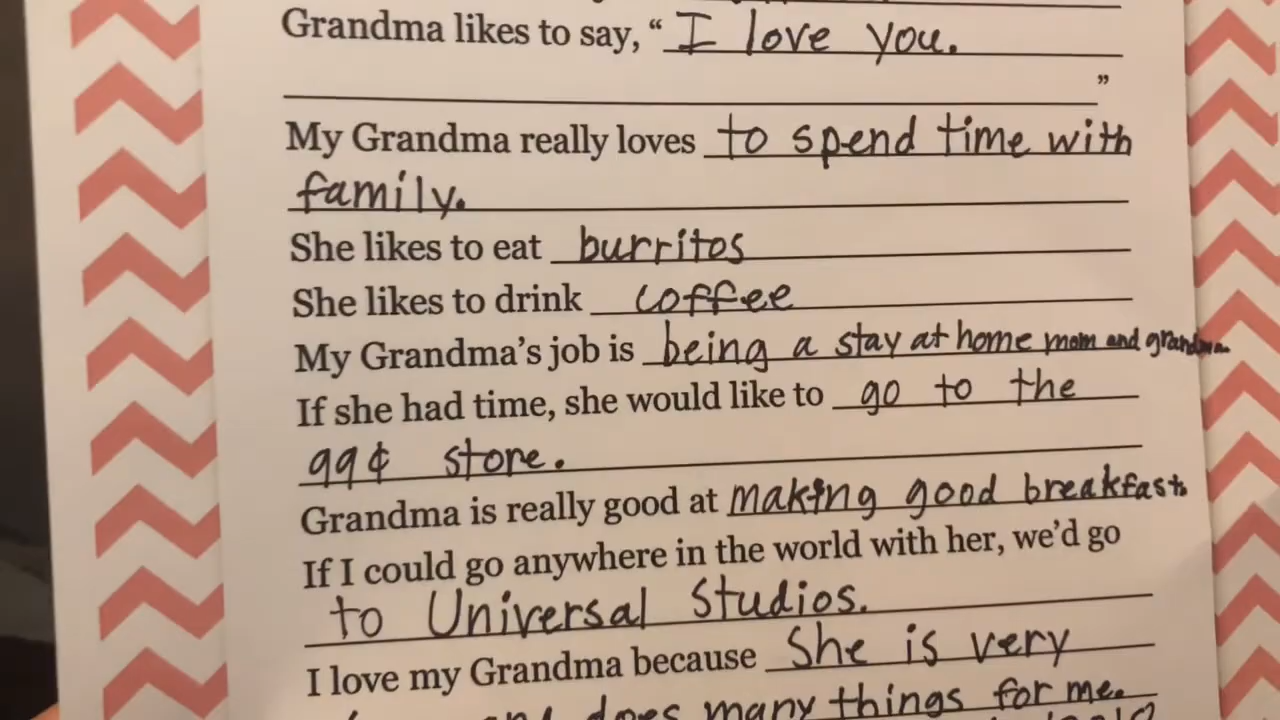 Grandma likes to say, “I love you.
”
My Grandma really loves to spend time with
family.
She likes to eat burritos
She likes to drink coffee
My Grandma’s job is being a stay at home mom and grandma.
If she had time, she would like to go to the
99¢ store.
Grandma is really good at making good breakfast.
If I could go anywhere in the world with her, we’d go
to Universal Studios.
I love my Grandma because She is very
does many things for me.